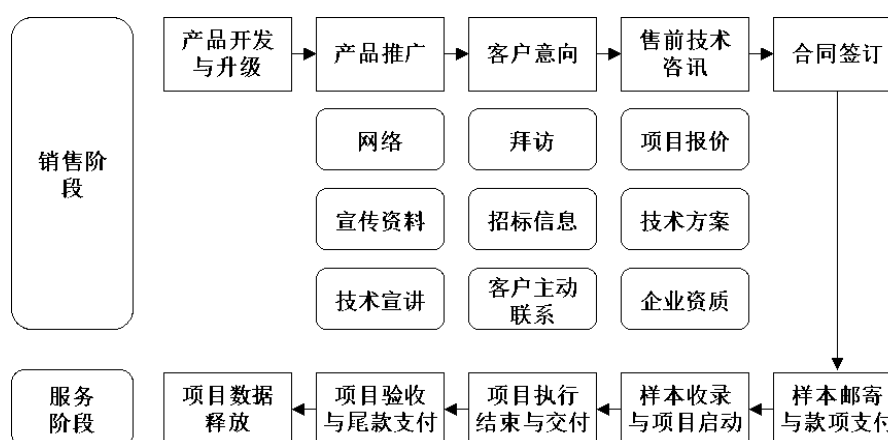 销售阶
段
产品开发
与升级
产品推广
客户意向
售前技术
咨讯
合同签订
网络
拜访
项目报价
宣传资料
招标信息
技术方案
技术宣讲
客户主动
联系
企业资质
服务
阶段
项目数据
释放
项目验收
与尾款支付
项目执行
结束与交付
样本收录
与项目启动
样本邮寄
与款项支付